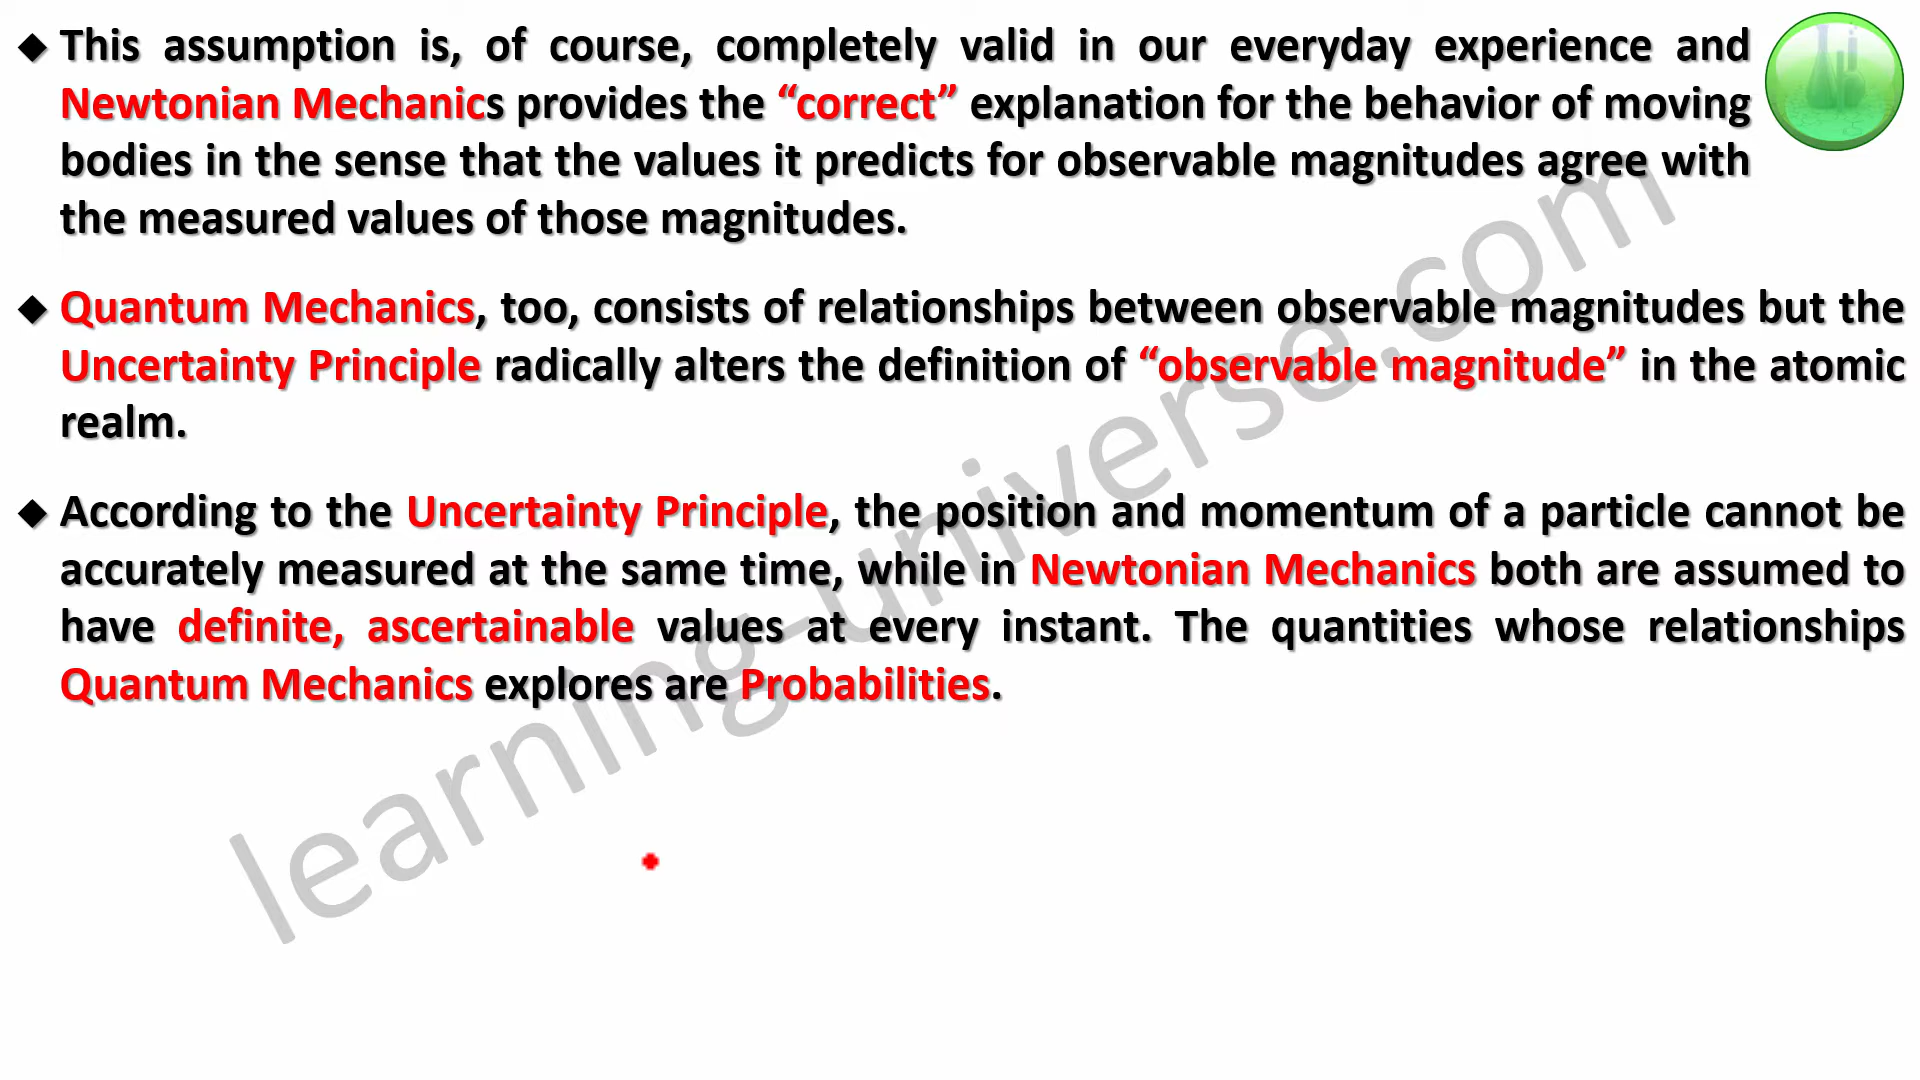 ◆ This assumption is, of course, completely valid in our everyday experience and
Newtonian Mechanics provides the “correct” explanation for the behavior of moving
bodies in the sense that the values it predicts for observable magnitudes agree with
the measured values of those magnitudes.
◆ Quantum Mechanics, too, consists of relationships between observable magnitudes but the
Uncertainty Principle radically alters the definition of “observable magnitude” in the atomic
realm.
◆ According to the Uncertainty Principle, the position and momentum of a particle cannot be
accurately measured at the same time, while in Newtonian Mechanics both are assumed to
have definite, ascertainable values at every instant. The quantities whose relationships
Quantum Mechanics explores are Probabilities.
learning-universe.com